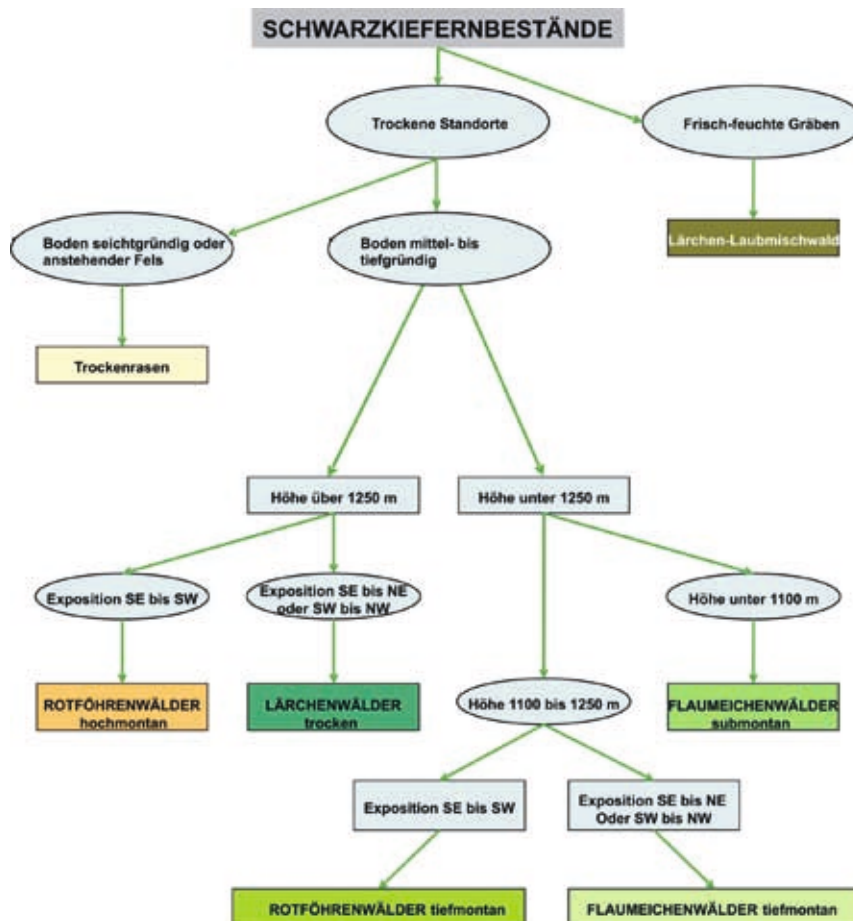 SCHWARZKIEFERNBESTÄNDE
Trockene Standorte
Frisch-feuchte Gräben
Boden seichtgründig oder
anstehender Fels
Boden mittel- bis
tiefgründig
Lärchen-Laubmischwald
Trockenrasen
Höhe über 1250 m
Höhe unter 1250 m
Exposition SE bis SW
Exposition SE bis NE
oder SW bis NW
Höhe unter 1100 m
ROTFÖHRENWÄLDER
hochmontan
LÄRCHENWÄLDER
trocken
Höhe 1100 bis 1250 m
FLAUMEICHENWÄLDER
submontan
Exposition SE bis SW
Exposition SE bis NE
Oder SW bis NW
ROTFÖHRENWÄLDER tiefmontan
FLAUMEICHENWÄLDER tiefmontan